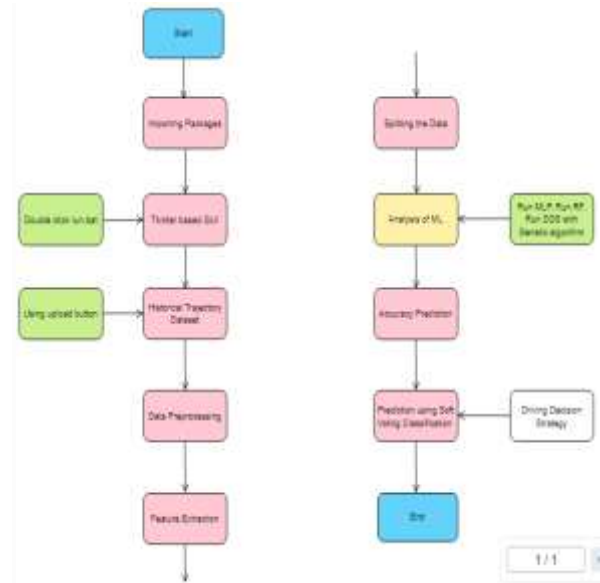 Start
Importing Packages
Double click run.bat
Tkinter based GUI
Using upload button
Historical Trajectory
Dataset
Data Preprocessing
Feature Extraction
Splitting the Data
Analysis of ML
Run MLP, Run RF,
Run DDS with
Genetic algorithm
Accuracy Prediction
Prediction using Soft
Voting Classification
Driving Decision
Strategy
End
1 / 1